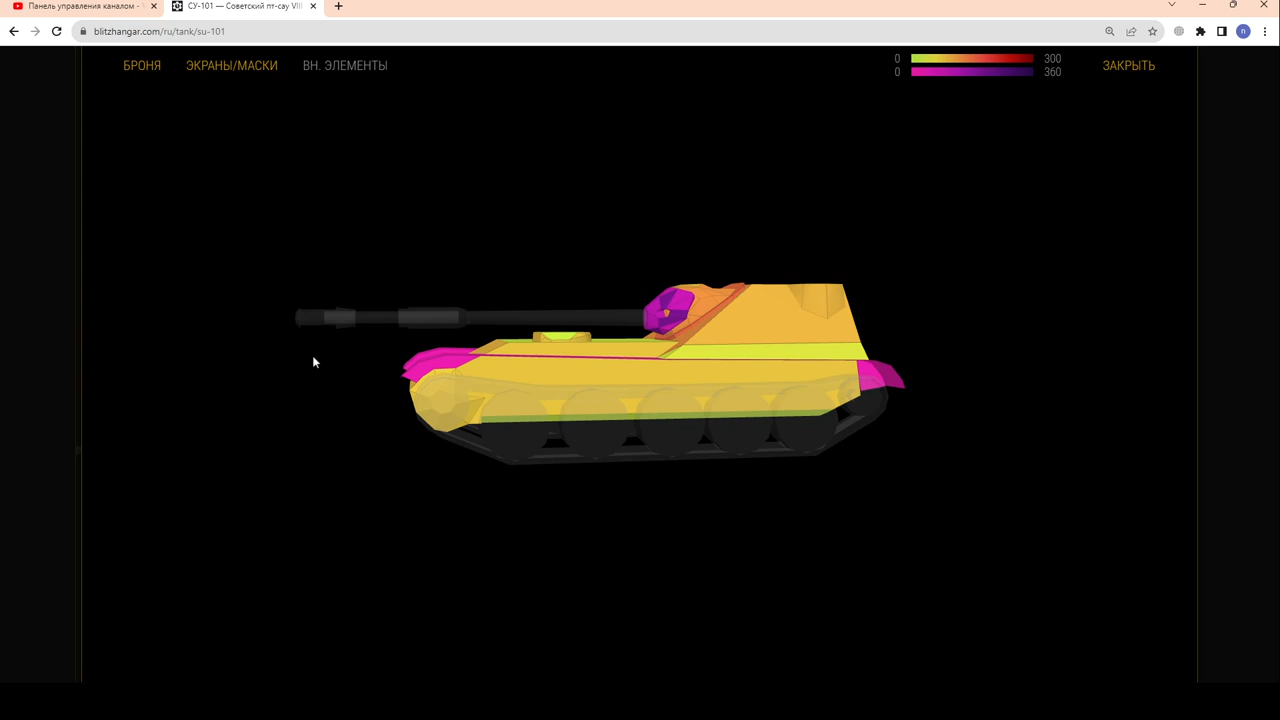 Панель управления каналом -
СУ-101 — Советский пт-сау VIII
blitzhangar.com/ru/tank/su-101
n
БРОНЯ
ЭКРАНЫ/МАСКИ
ВН. ЭЛЕМЕНТЫ
0
300
0
360
ЗАКРЫТЬ